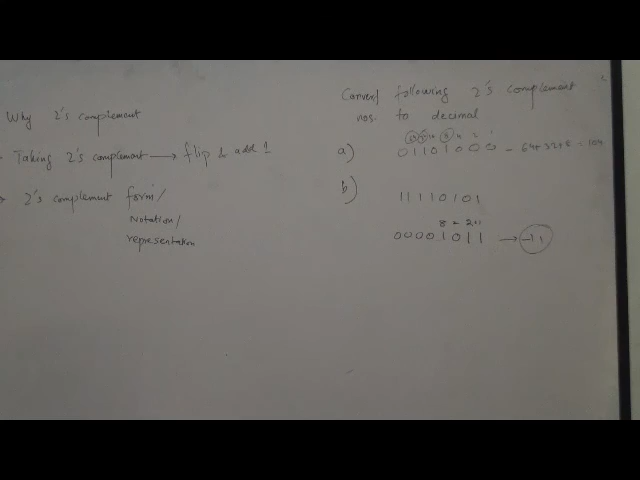 Why 2's complement
- Taking 2's complement → flip & add 1
→ 2's complement form/
Notation/
representation
Convert following 2's complement
nos. to decimal
a) 01101000 - 64+32+8 = 104
b)
11110101
8 2+1
00001011 → -11